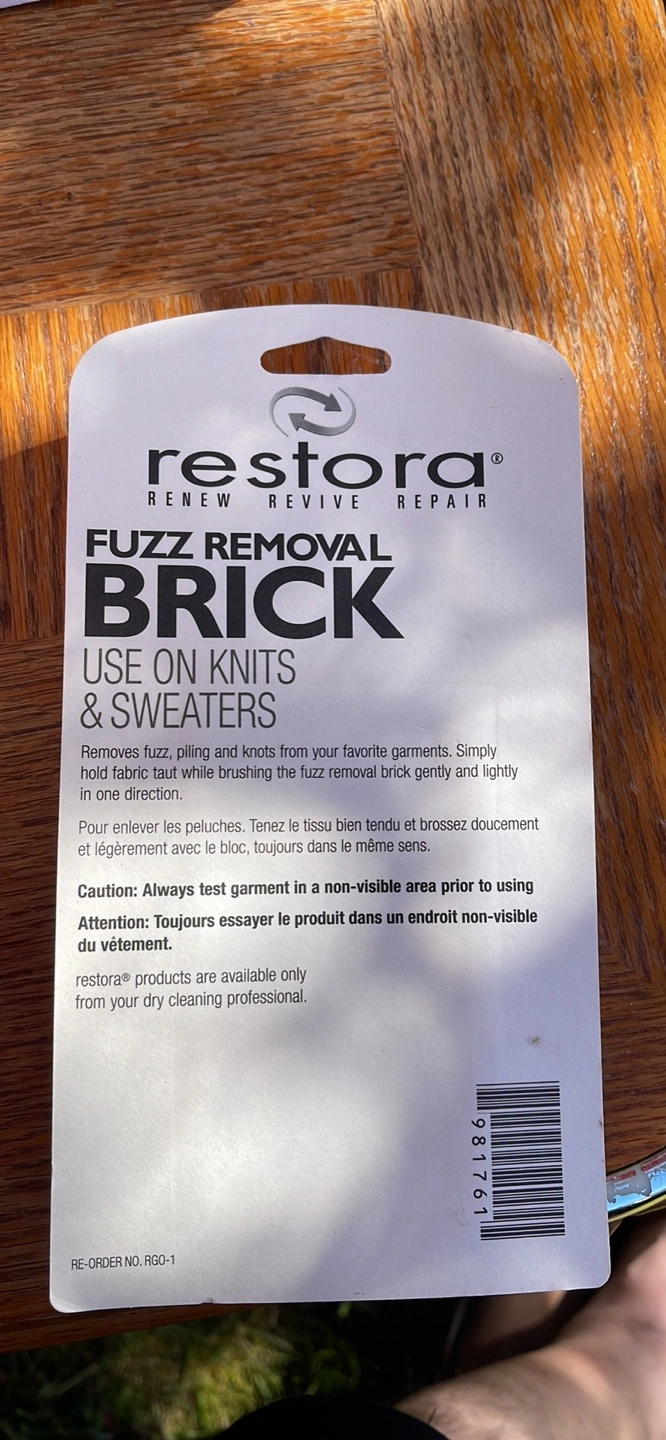 restora®
RENEW REVIVE REPAIR
FUZZ REMOVAL
BRICK
USE ON KNITS
& SWEATERS
Removes fuzz, piling and knots from your favorite garments. Simply
hold fabric taut while brushing the fuzz removal brick gently and lightly
in one direction.
Pour enlever les peluches. Tenez le tissu bien tendu et brossez doucement
et légèrement avec le bloc, toujours dans le même sens.
Caution: Always test garment in a non-visible area prior to using
Attention: Toujours essayer le produit dans un endroit non-visible
du vêtement.
restora® products are available only
from your dry cleaning professional.
981761
RE-ORDER NO. RGO-1